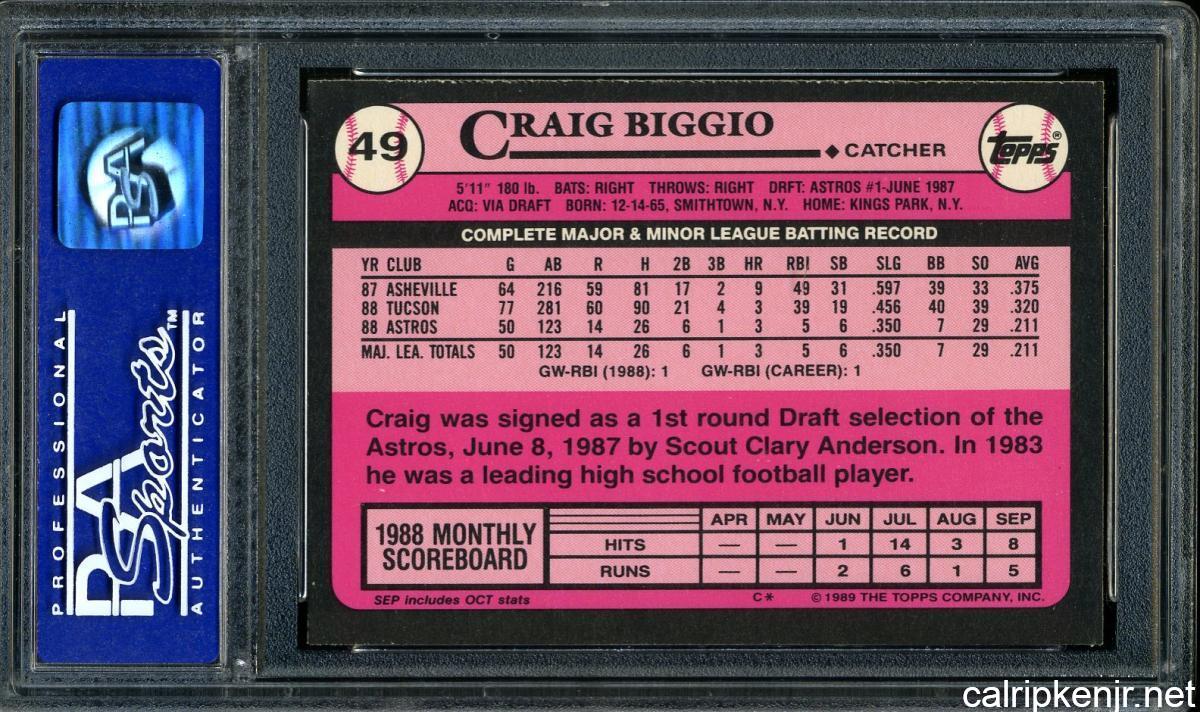 PSA
PROFESSIONAL
PSA
Sports™
AUTHENTICATOR
49
CRAIG BIGGIO
◆ CATCHER
TOPPS®
5'11" 180 lb. BATS: RIGHT THROWS: RIGHT DRFT: ASTROS #1-JUNE 1987
ACQ: VIA DRAFT BORN: 12-14-65, SMITHTOWN, N.Y. HOME: KINGS PARK, N.Y.
COMPLETE MAJOR & MINOR LEAGUE BATTING RECORD
YR CLUB G AB R H 2B 3B HR RBI SB SLG BB SO AVG
87 ASHEVILLE 64 216 59 81 17 2 9 49 31 .597 39 33 .375
88 TUCSON 77 281 60 90 21 4 3 39 19 .456 40 39 .320
88 ASTROS 50 123 14 26 6 1 3 5 6 .350 7 29 .211
MAJ. LEA. TOTALS 50 123 14 26 6 1 3 5 6 .350 7 29 .211
GW-RBI (1988): 1 GW-RBI (CAREER): 1
Craig was signed as a 1st round Draft selection of the
Astros, June 8, 1987 by Scout Clary Anderson. In 1983
he was a leading high school football player.
1988 MONTHLY
SCOREBOARD
APR MAY JUN JUL AUG SEP
HITS — — 1 14 3 8
RUNS — — 2 6 1 5
SEP includes OCT stats
C* © 1989 THE TOPPS COMPANY, INC.
calripkenjr.net